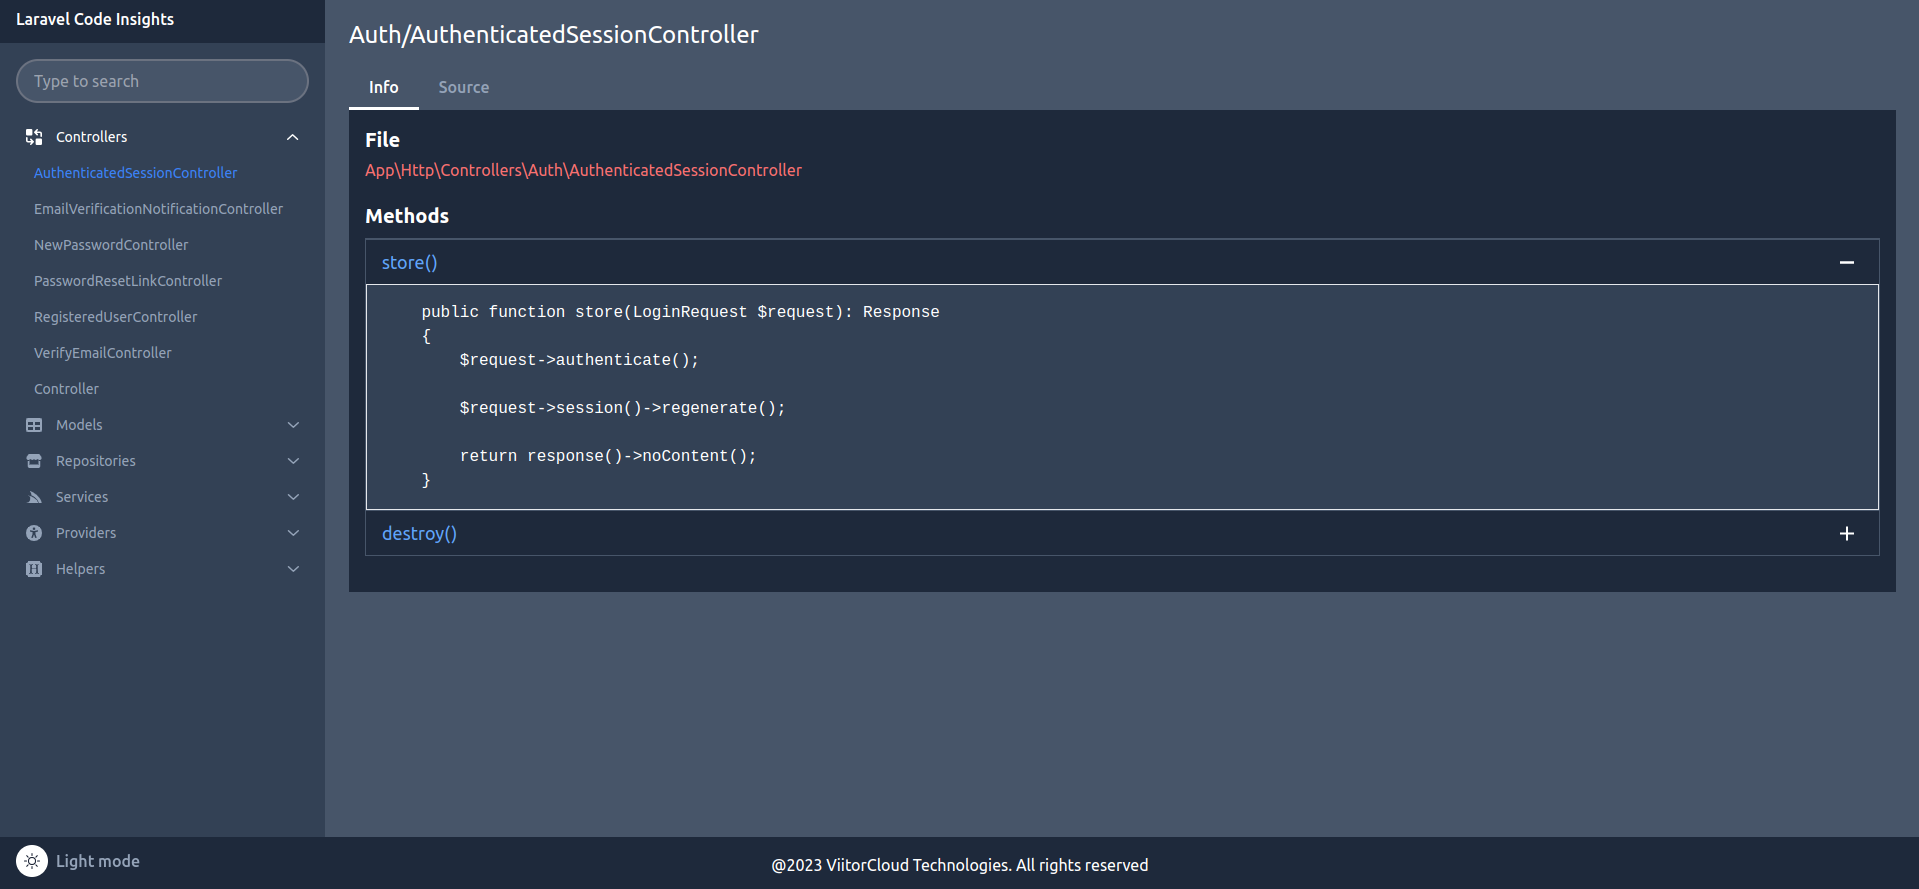 Laravel Code Insights
Type to search
Controllers
AuthenticatedSessionController
EmailVerificationNotificationController
NewPasswordController
PasswordResetLinkController
RegisteredUserController
VerifyEmailController
Controller
Models
Repositories
Services
Providers
Helpers
Light mode
Auth/AuthenticatedSessionController
Info Source
File
App\Http\Controllers\Auth\AuthenticatedSessionController
Methods
store()
public function store(LoginRequest $request): Response
{
$request->authenticate();
$request->session()->regenerate();
return response()->noContent();
}
destroy()
@2023 ViitorCloud Technologies. All rights reserved